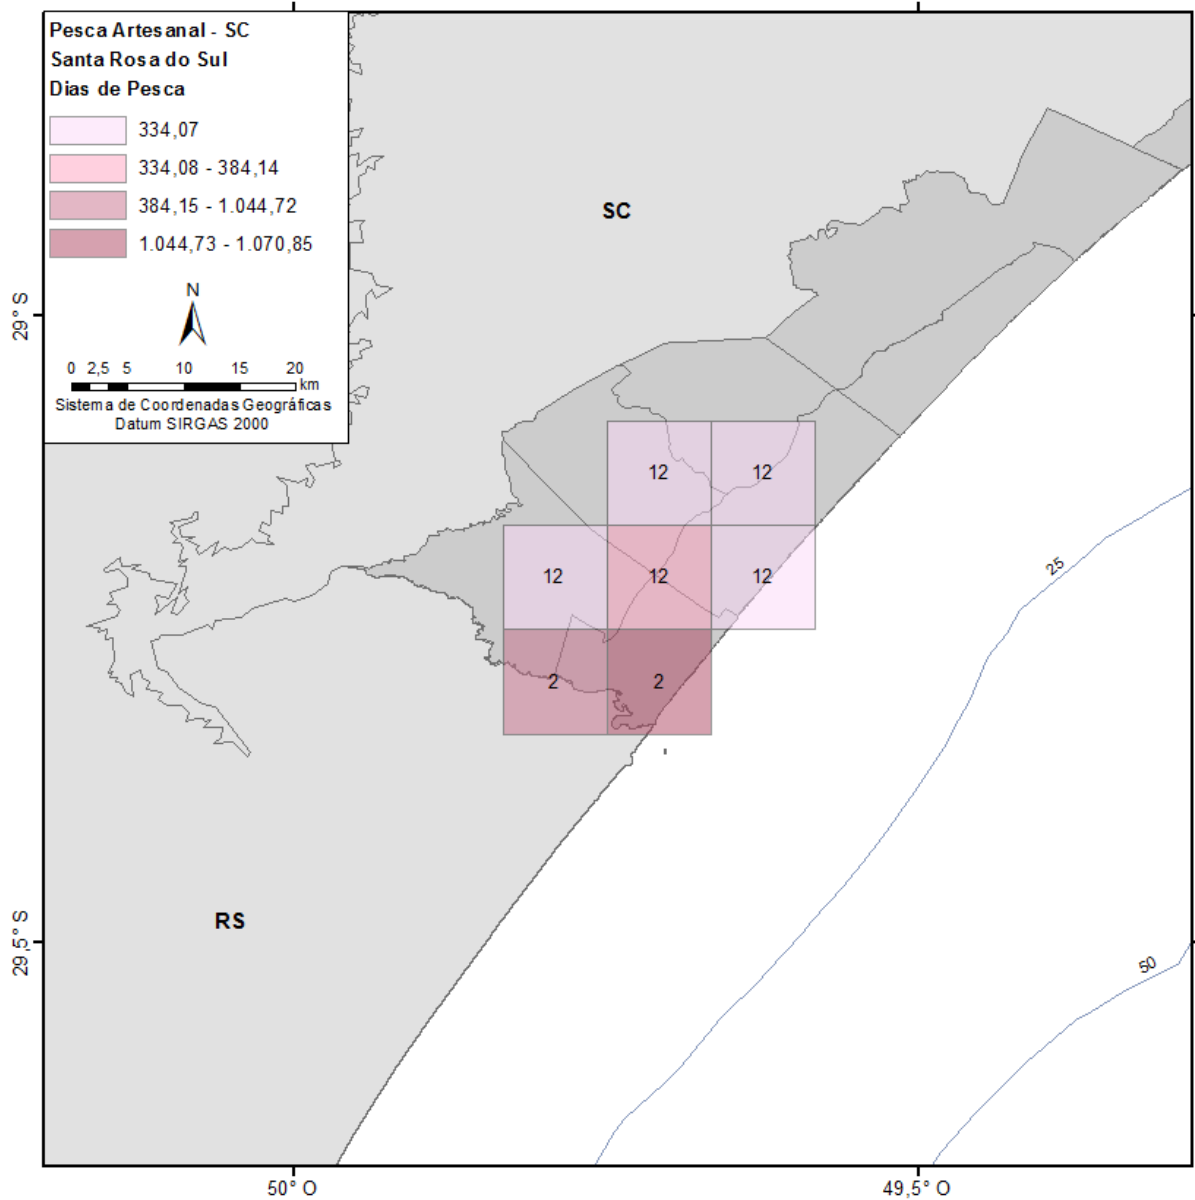 Pesca Artesanal - SC
Santa Rosa do Sul
Dias de Pesca
334,07
334,08 - 384,14
384,15 - 1.044,72
1.044,73 - 1.070,85
N
0 2,5 5 10 15 20
km
Sistema de Coordenadas Geográficas
Datum SIRGAS 2000
SC
29° S
12 12
12 12 12
25
2 2
RS
29,5° S
50
50° O 49,5° O